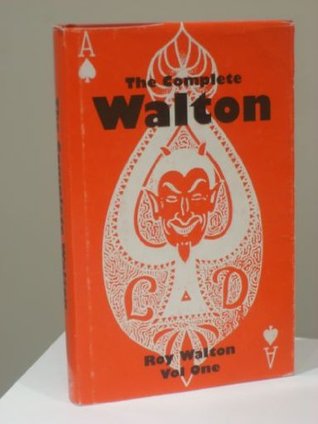 A
The Complete
Walton
L A D
Roy Walton
Vol One
A